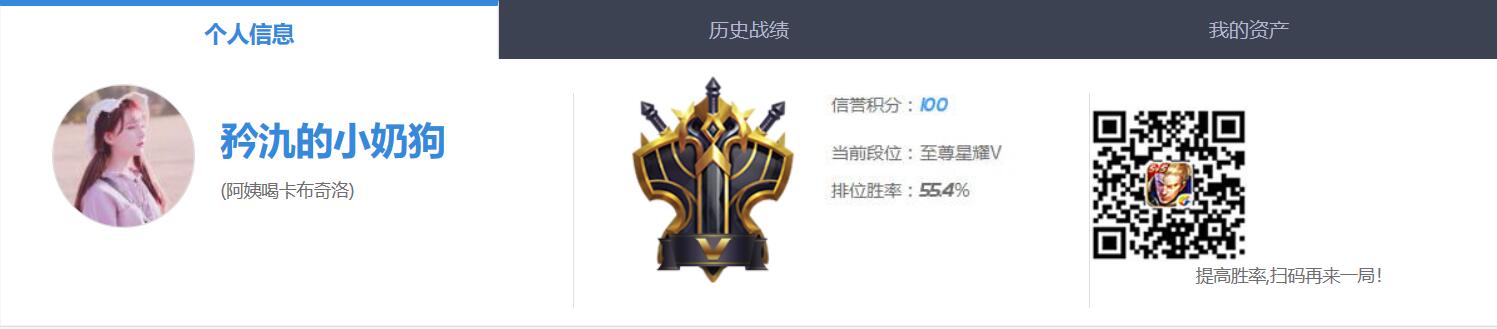 个人信息
历史战绩
我的资产
矜氿的小奶狗
(阿姨喝卡布奇洛)
信誉积分：100
当前段位：至尊星耀V
排位胜率：55.4%
V
提高胜率,扫码再来一局！